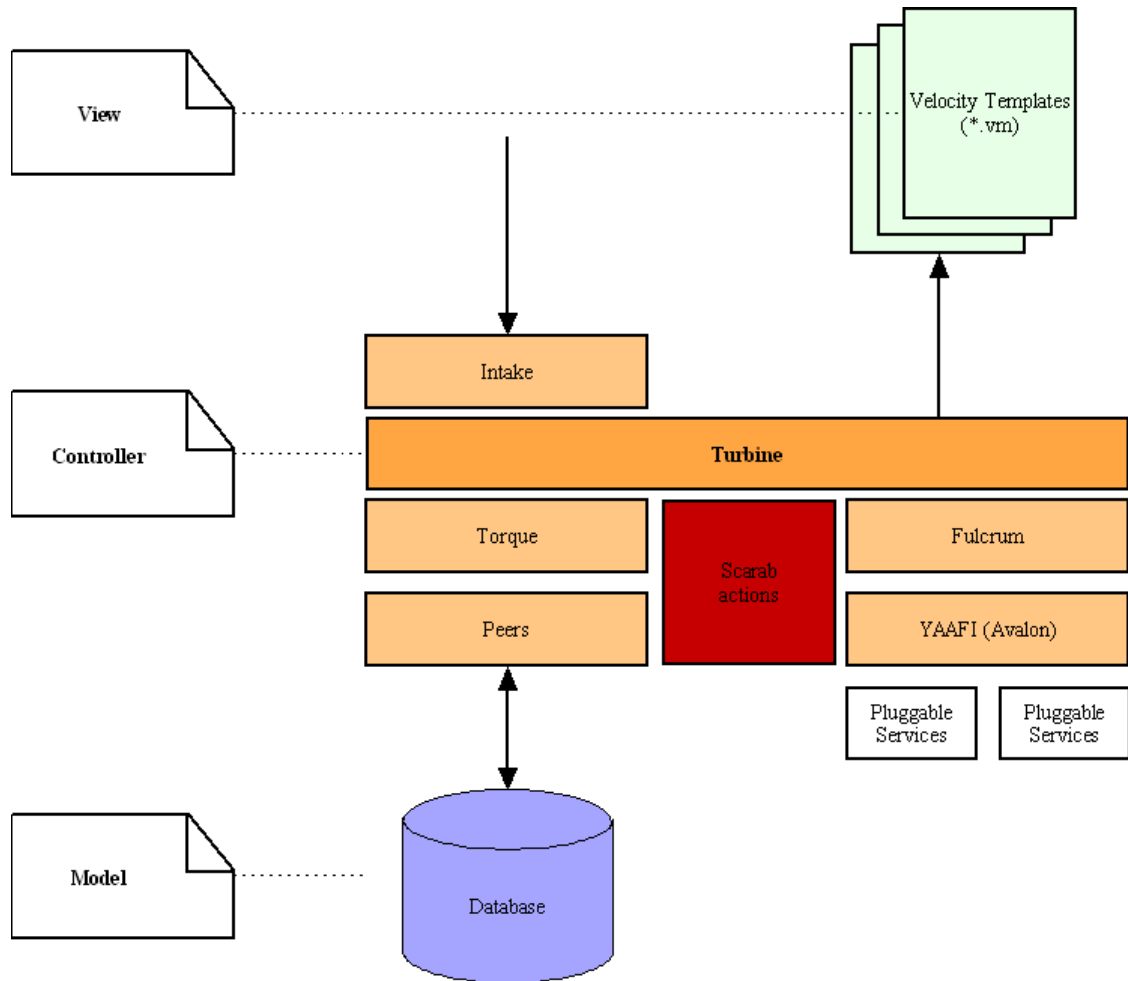 View
Velocity Templates
(*.vm)
Intake
Controller
Turbine
Torque
Scarab
actions
Fulcrum
Peers
YAAFI (Avalon)
Pluggable
Services
Pluggable
Services
Model
Database